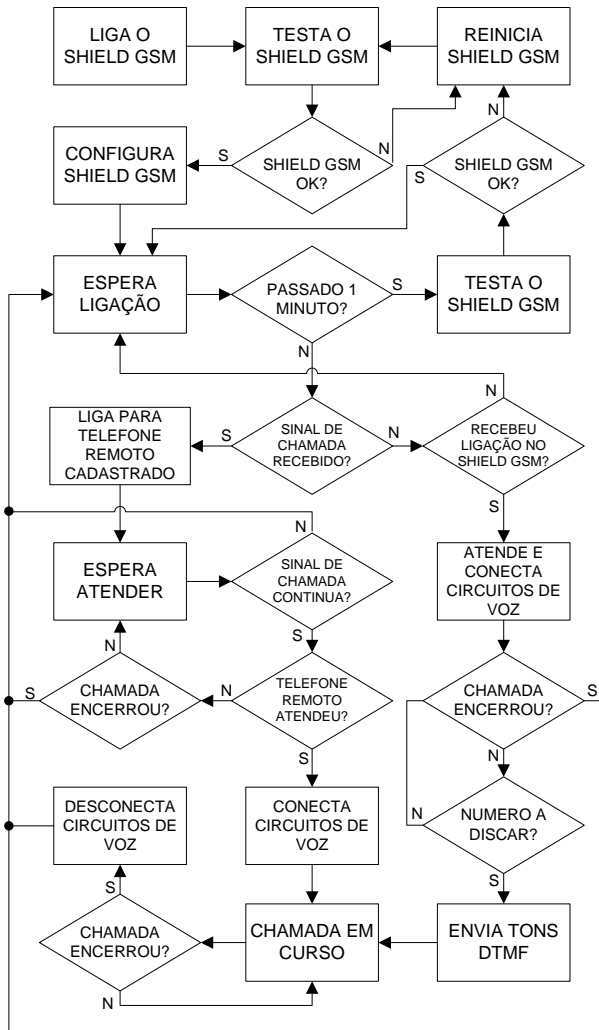 LIGA O
SHIELD GSM
TESTA O
SHIELD GSM
REINICIA
SHIELD GSM
CONFIGURA
SHIELD GSM
S
SHIELD GSM
OK?
N
N
SHIELD GSM
OK?
S
S
ESPERA
LIGAÇÃO
PASSADO 1
MINUTO?
S
TESTA O
SHIELD GSM
N
N
LIGA PARA
TELEFONE
REMOTO
CADASTRADO
S
SINAL DE
CHAMADA
RECEBIDO?
N
RECEBEU
LIGAÇÃO NO
SHIELD GSM?
S
N
ESPERA
ATENDER
SINAL DE
CHAMADA
CONTINUA?
ATENDE E
CONECTA
CIRCUITOS DE
VOZ
S
N
S
CHAMADA
ENCERROU?
N
TELEFONE
REMOTO
ATENDEU?
CHAMADA
ENCERROU?
S
S
N
DESCONECTA
CIRCUITOS DE
VOZ
CONECTA
CIRCUITOS DE
VOZ
N
NUMERO A
DISCAR?
S
S
CHAMADA
ENCERROU?
CHAMADA EM
CURSO
ENVIA TONS
DTMF
N